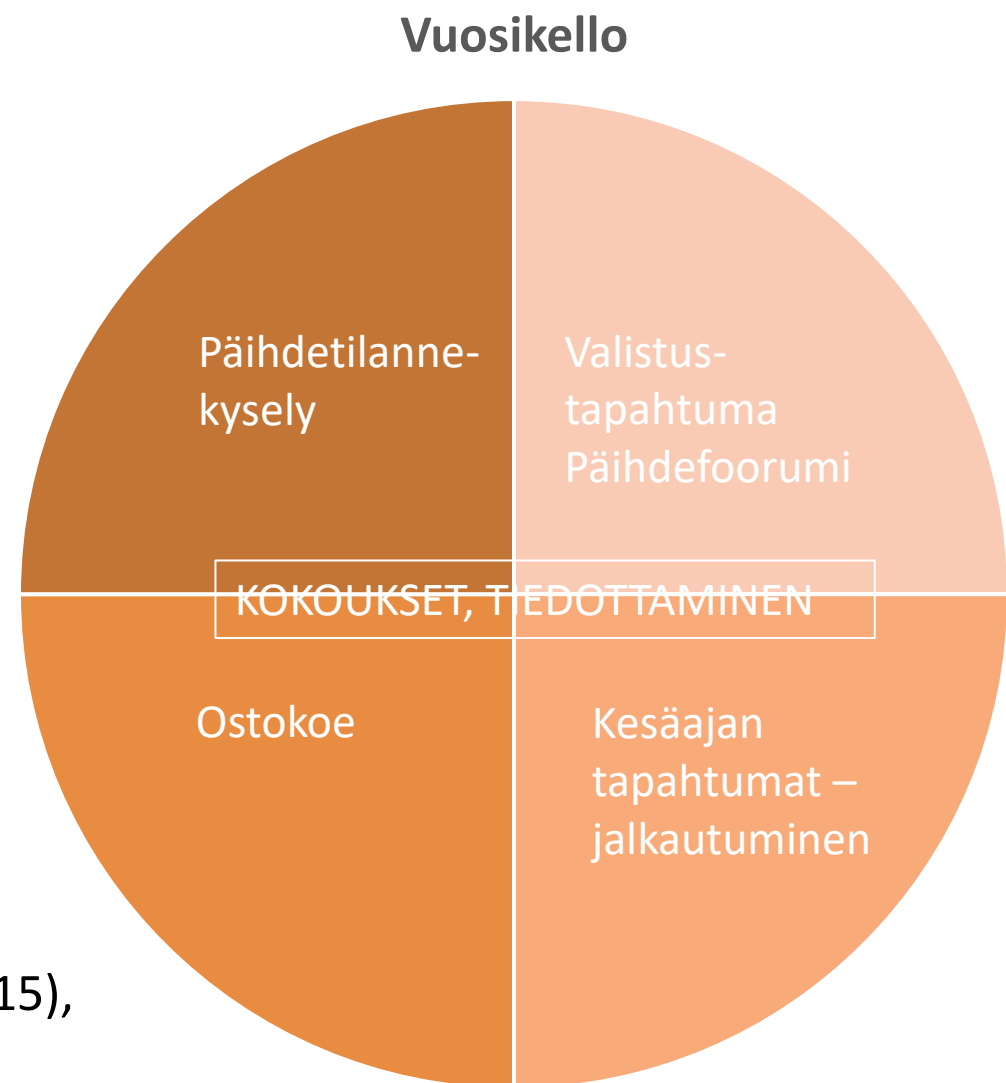 Vuosikello
Päihdetilanne-
kysely
Valistus-
tapahtuma
Päihdefoorumi
KOKOUKSET, TIEDOTTAMINEN
Ostokoe
Kesäajan
tapahtumat –
jalkautuminen
15),